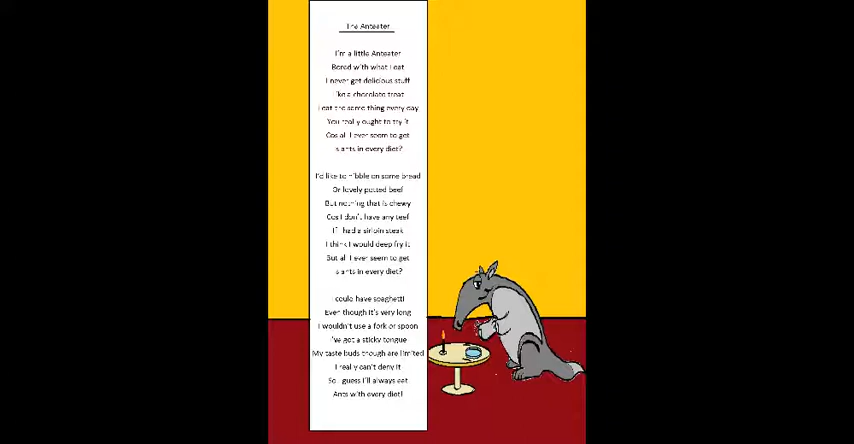 The Anteater
I'm a little Anteater
Bored with what I eat
I never get delicious stuff
Like a chocolate treat
I eat the same thing every day
You really ought to try it
Cos all I ever seem to get
Is ants in every diet?
I'd like to nibble on some bread
Or lovely potted beef
But nothing that is chewy
Cos I don't have any teef
If I had a sirloin steak
I think I would deep fry it
But all I ever seem to get
Is ants in every diet?
I could have spaghetti
Even though it's very long
I wouldn't use a fork or spoon
I've got a sticky tongue
My taste buds though are limited
I really can't deny it
So I guess I'll always eat
Ants with every diet!